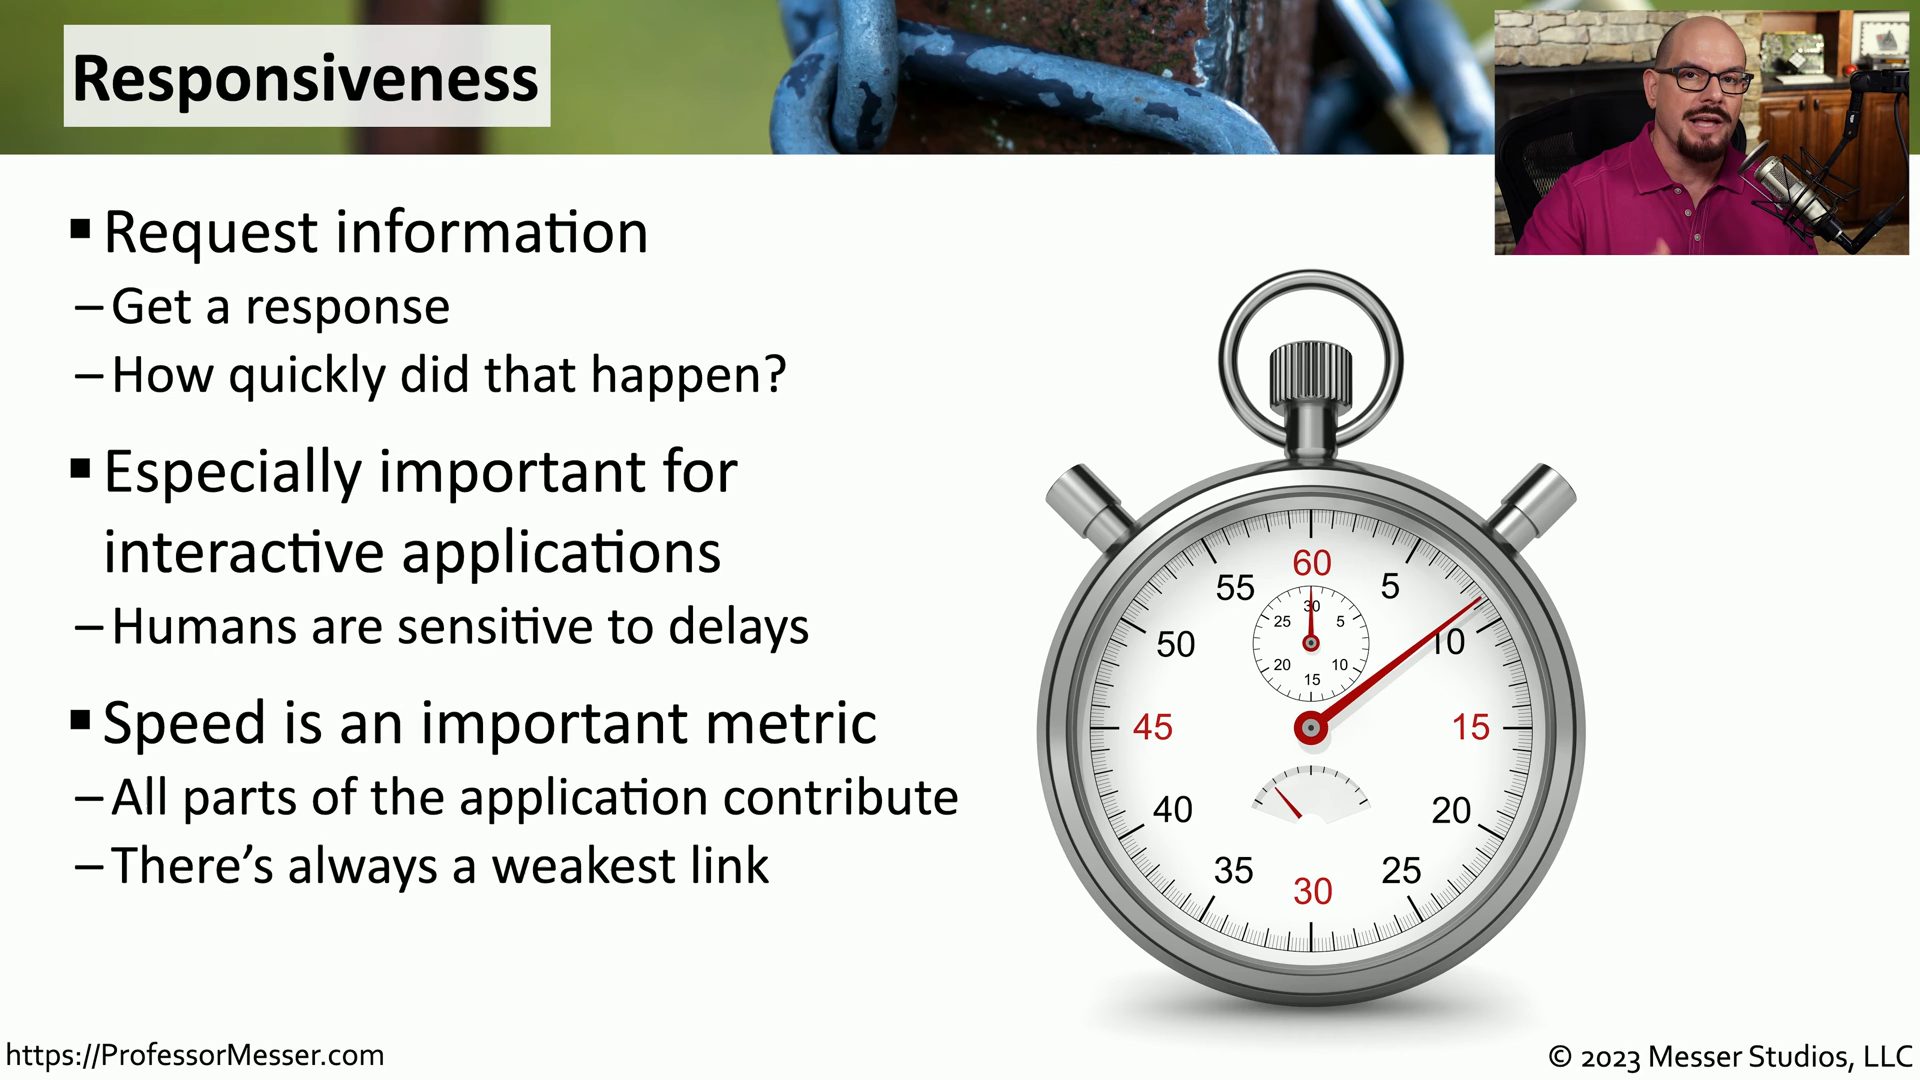 Responsiveness
▪ Request information
– Get a response
– How quickly did that happen?
▪ Especially important for
interactive applications
– Humans are sensitive to delays
▪ Speed is an important metric
– All parts of the application contribute
– There's always a weakest link
60
55
5
50
10
45
15
40
20
35
25
30
30
25
5
20
10
15
https://ProfessorMesser.com
© 2023 Messer Studios, LLC